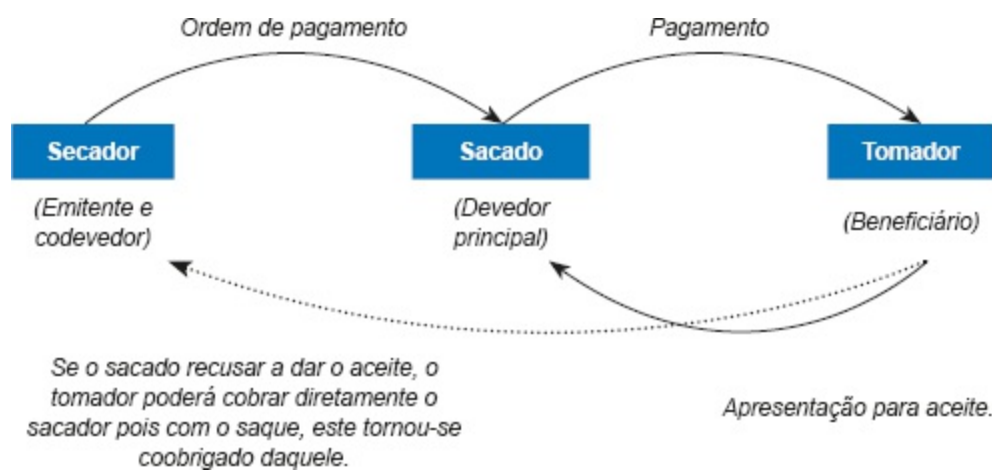 Ordem de pagamento
Pagamento
Secador
Sacado
Tomador
(Emitente e
codevedor)
(Devedor
principal)
(Beneficiário)
Se o sacado recusar a dar o aceite, o
tomador poderá cobrar diretamente o
sacador pois com o saque, este tornou-se
coobrigado daquele.
Apresentação para aceite.